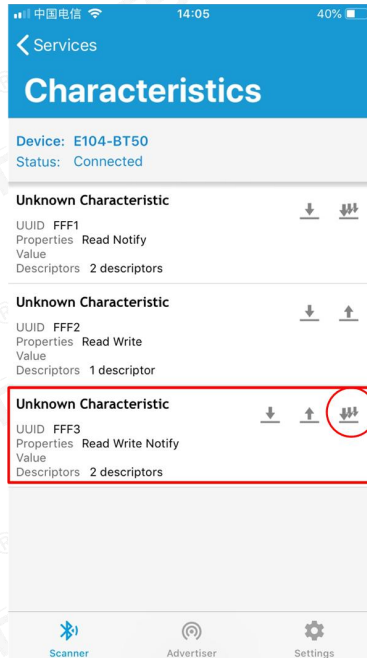 中国电信 14:05 40%
Services
Characteristics
Device: E104-BT50
Status: Connected
Unknown Characteristic
UUID FFF1
Properties Read Notify
Value
Descriptors 2 descriptors
Unknown Characteristic
UUID FFF2
Properties Read Write
Value
Descriptors 1 descriptor
Unknown Characteristic
UUID FFF3
Properties Read Write Notify
Value
Descriptors 2 descriptors
Scanner Advertiser Settings